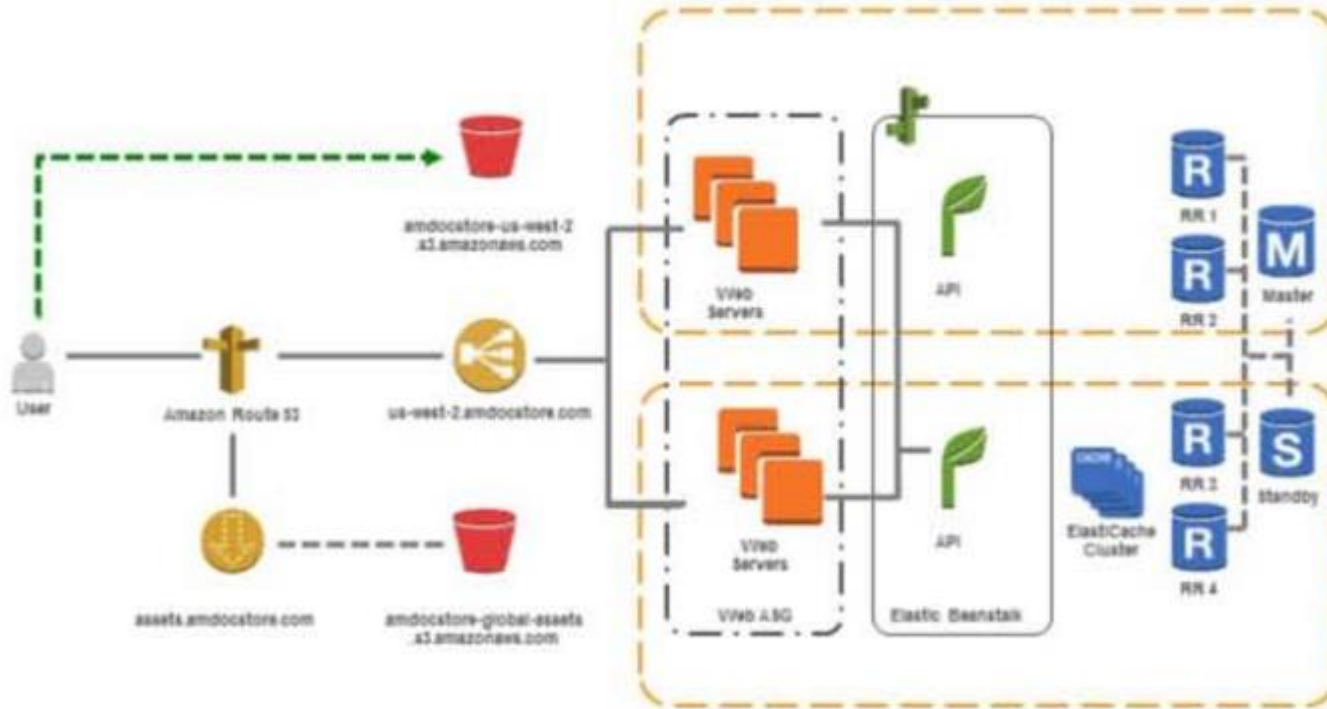 amdocstore-us-west-2
.s3.amazonaws.com
User
Amazon Route 53
us-west-2.amdocstore.com
assets.amdocstore.com
amdocstore-global-assets
.s3.amazonaws.com
Web
Servers
Web
Servers
Web ASG
API
API
Elastic Beanstalk
CACHE
ElastiCache
Cluster
R
RR 1
R
RR 2
M
Master
R
RR 3
R
RR 4
S
Standby